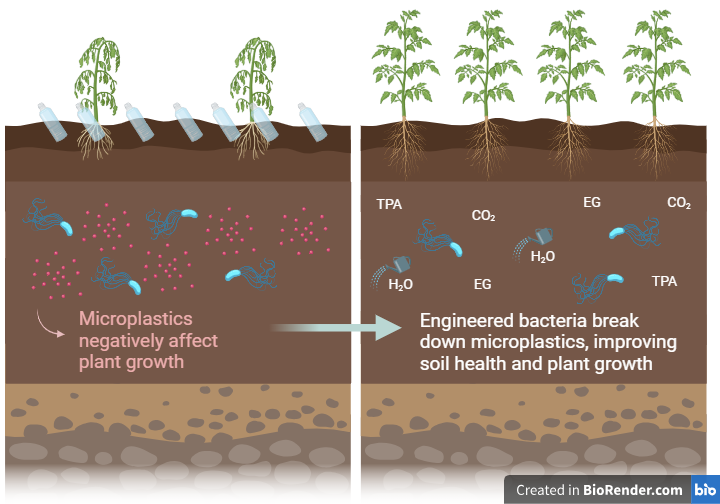 TPA
CO₂
EG
CO₂
H₂O
H₂O
EG
TPA
Microplastics
negatively affect
plant growth
Engineered bacteria break
down microplastics, improving
soil health and plant growth
Created in BioRender.com
bio